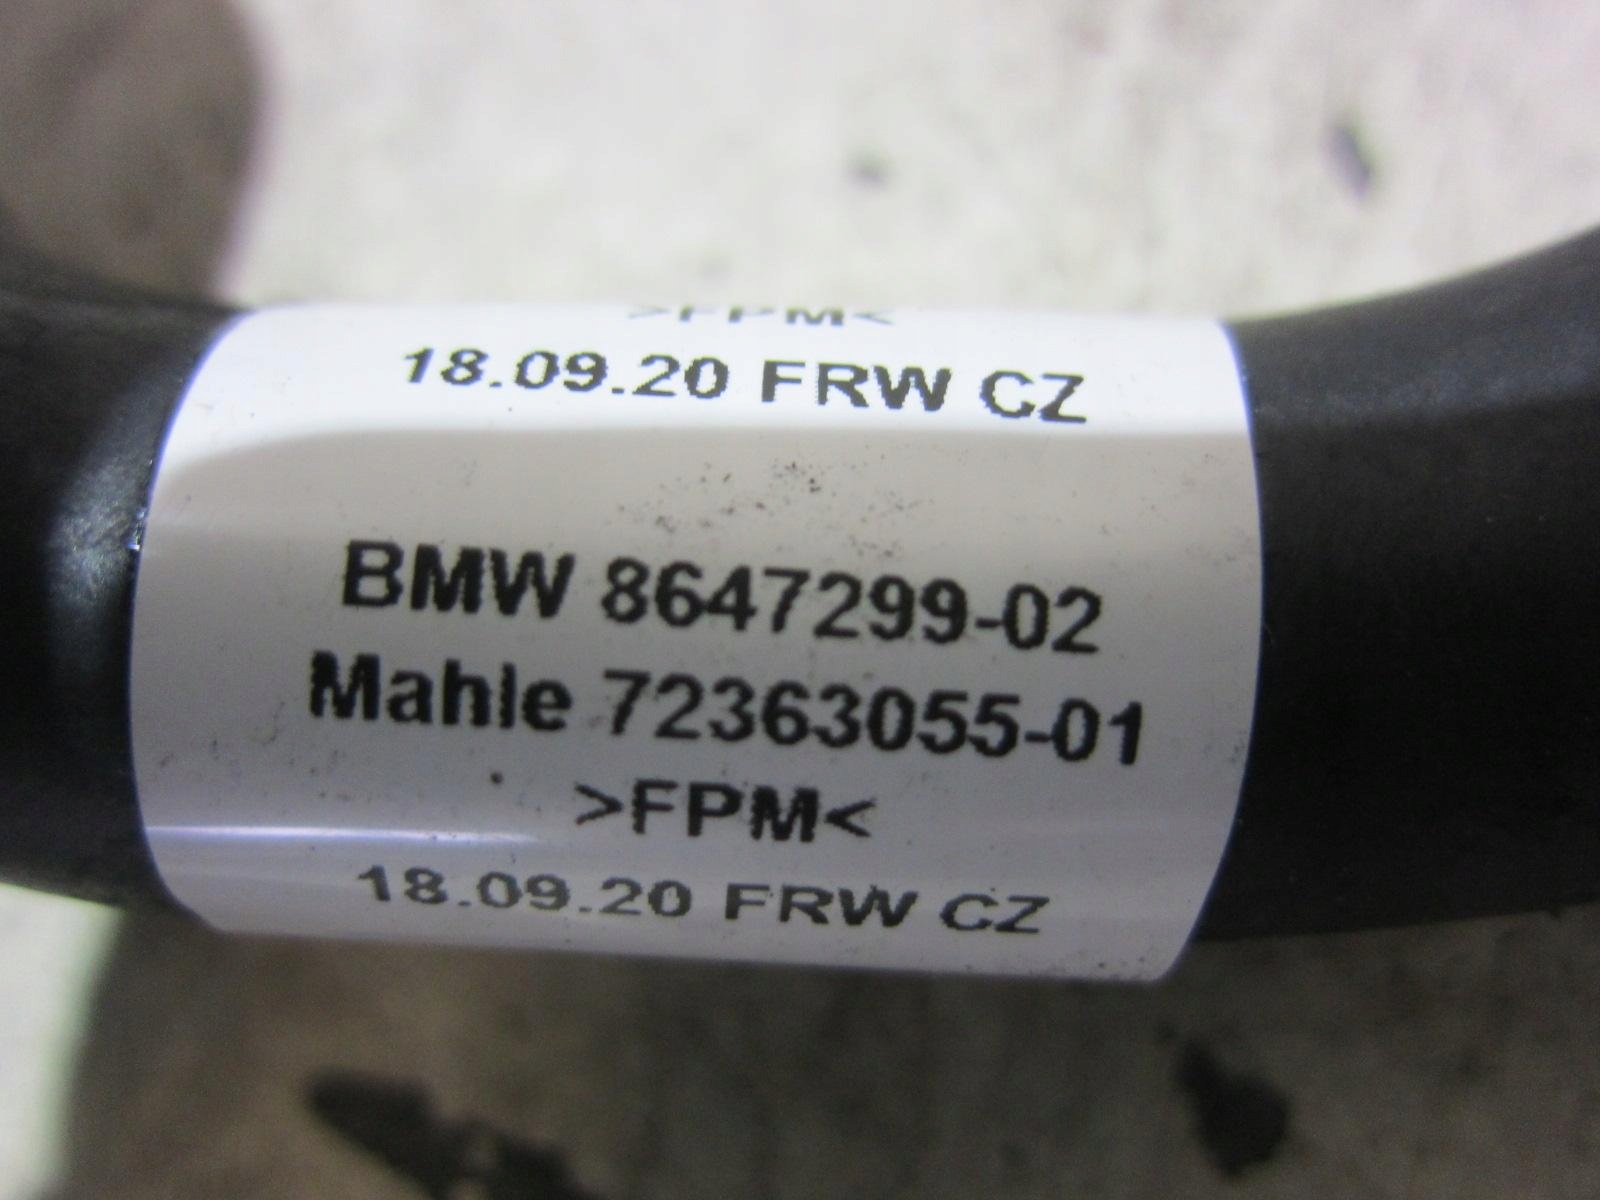 >FPM<
18.09.20 FRW CZ
BMW 8647299-02
Mahle 72363055-01
>FPM<
18.09.20 FRW CZ